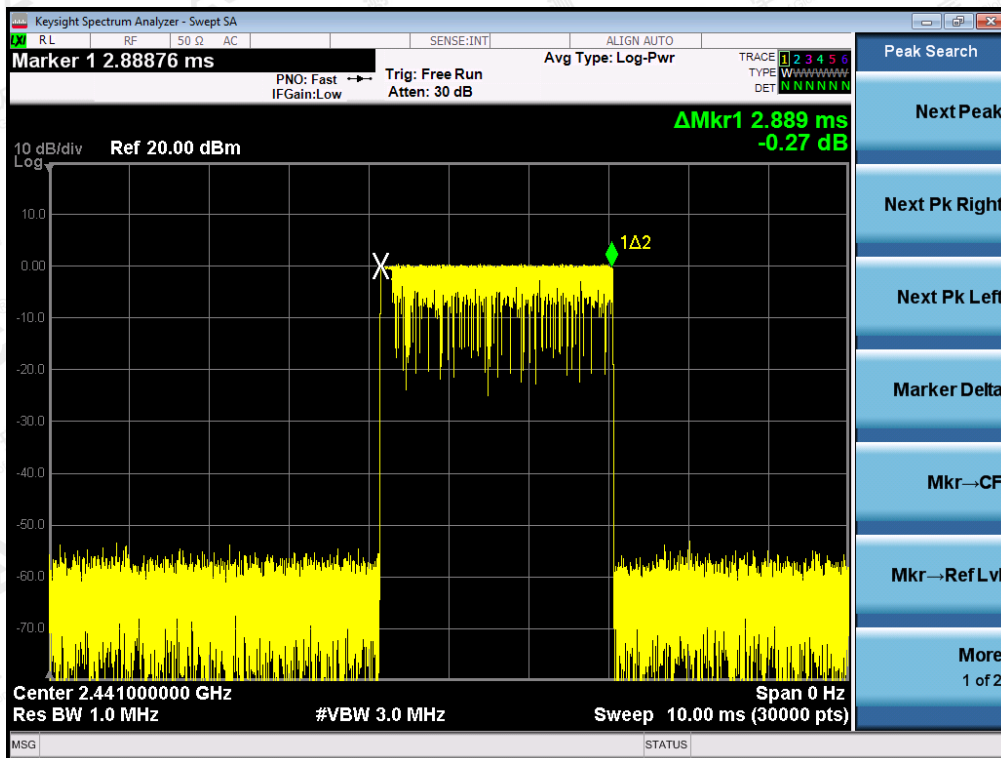 Keysight Spectrum Analyzer - Swept SA
LXI RL RF 50 Ω AC SENSE:INT ALIGN AUTO
Marker 1 2.88876 ms
PNO: Fast
IFGain:Low
Trig: Free Run
Atten: 30 dB
Avg Type: Log-Pwr
TRACE 1 2 3 4 5 6
TYPE W
DET N N N N N N
ΔMkr1 2.889 ms
-0.27 dB
10 dB/div Ref 20.00 dBm
Log
10.0
0.00
-10.0
-20.0
-30.0
-40.0
-50.0
-60.0
-70.0
X
1Δ2
Center 2.441000000 GHz Span 0 Hz
Res BW 1.0 MHz #VBW 3.0 MHz Sweep 10.00 ms (30000 pts)
MSG STATUS
Peak Search
Next Peak
Next Pk Right
Next Pk Left
Marker Delta
Mkr→CF
Mkr→Ref Lvl
More
1 of 2